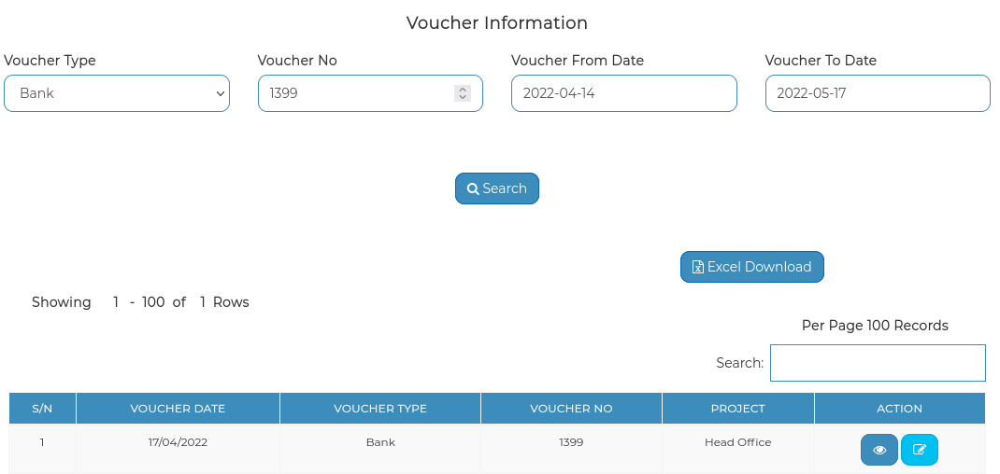 Voucher Information
Voucher Type Voucher No Voucher From Date Voucher To Date
Bank 1399 2022-04-14 2022-05-17
Search
Excel Download
Showing 1 - 100 of 1 Rows
Per Page 100 Records
Search:
S/N VOUCHER DATE VOUCHER TYPE VOUCHER NO PROJECT ACTION
1 17/04/2022 Bank 1399 Head Office